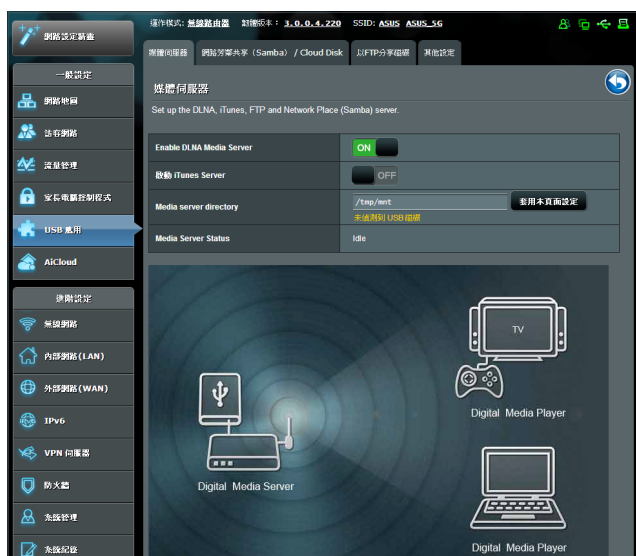 運作模式: 無線路由器 韌體版本: 3.0.0.4.220 SSID: ASUS ASUS_5G
網路設定精靈
媒體伺服器 網路芳鄰共享 (Samba) / Cloud Disk 以FTP分享磁碟 其他設定
一般設定
網路地圖
訪客網路
流量管理
家長電腦控制程式
USB 應用
AiCloud
進階設定
無線網路
內部網路(LAN)
外部網路(WAN)
IPv6
VPN 伺服器
防火牆
系統管理
系統紀錄
媒體伺服器
Set up the DLNA, iTunes, FTP and Network Place (Samba) server.
Enable DLNA Media Server ON
啟動 iTunes Server OFF
Media server directory /tmp/mnt 套用本頁面設定
未偵測到 USB 磁碟
Media Server Status Idle
TV
Digital Media Player
Digital Media Server
Digital Media Player